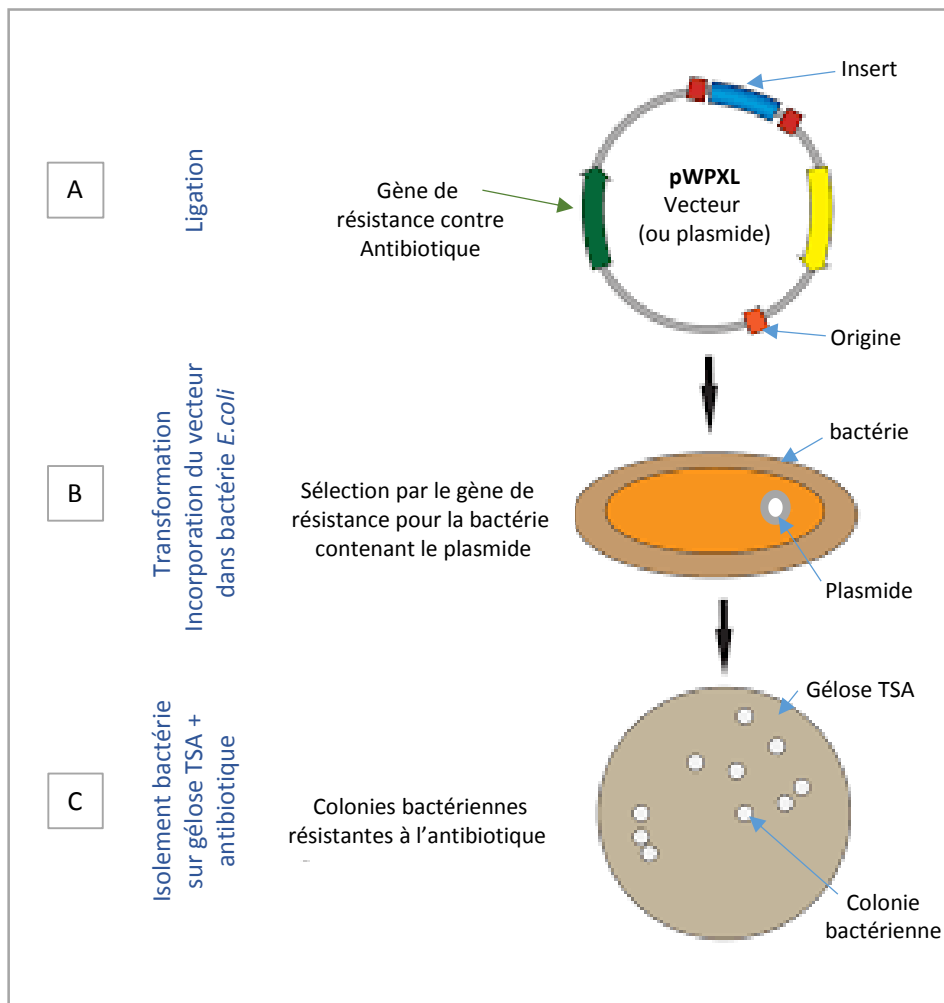 A
Ligation
Gène de
résistance contre
Antibiotique
Insert
pWPXL
Vecteur
(ou plasmide)
Origine
B
Transformation
Incorporation du vecteur
dans bactérie E.coli
Sélection par le gène de
résistance pour la bactérie
contenant le plasmide
bactérie
Plasmide
C
Isolement bactérie
sur gélose TSA +
antibiotique
Colonies bactériennes
résistantes à l’antibiotique
Gélose TSA
Colonie
bactérienne